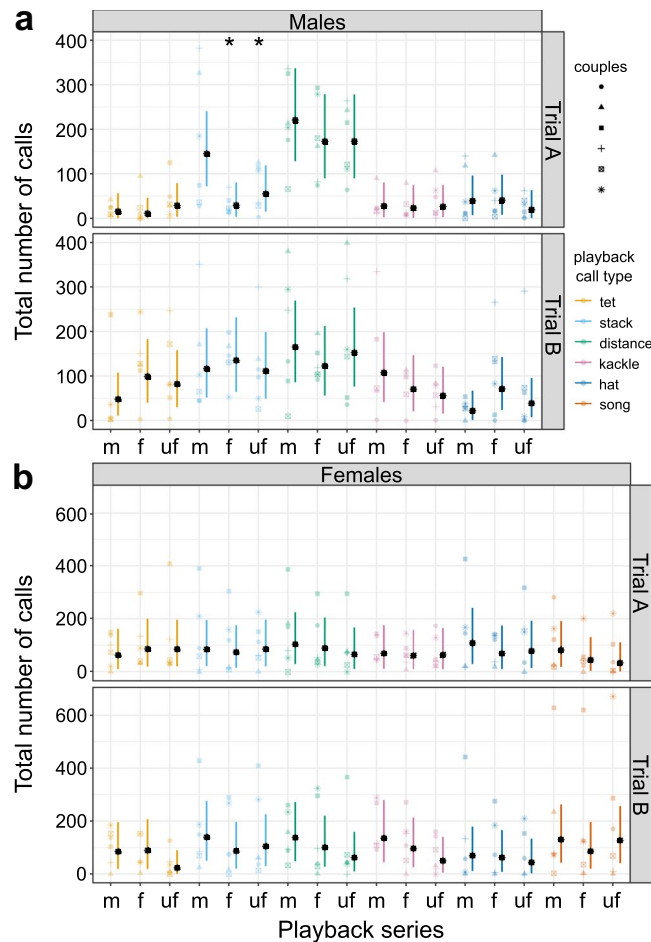 a
Males
Total number of calls
400
300
200
100
0
* *
Trial A
400
300
200
100
0
Trial B
m f uf m f uf m f uf m f uf m f uf
couples
playback
call type
tet
stack
distance
kackle
hat
song
b
Females
Total number of calls
600
400
200
0
Trial A
600
400
200
0
Trial B
m f uf m f uf m f uf m f uf m f uf m f uf
Playback series